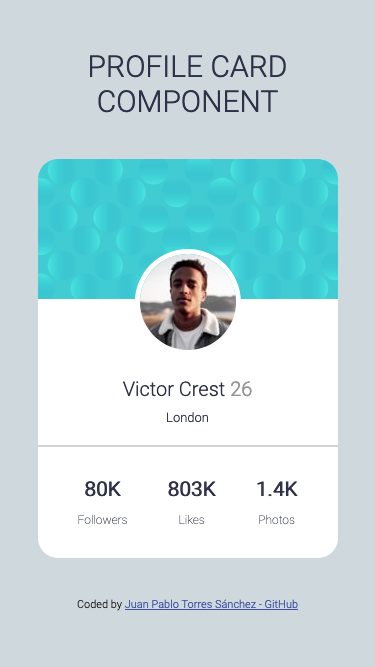 PROFILE CARD
COMPONENT
Victor Crest 26
London
80K 803K 1.4K
Followers Likes Photos
Coded by Juan Pablo Torres Sánchez - GitHub